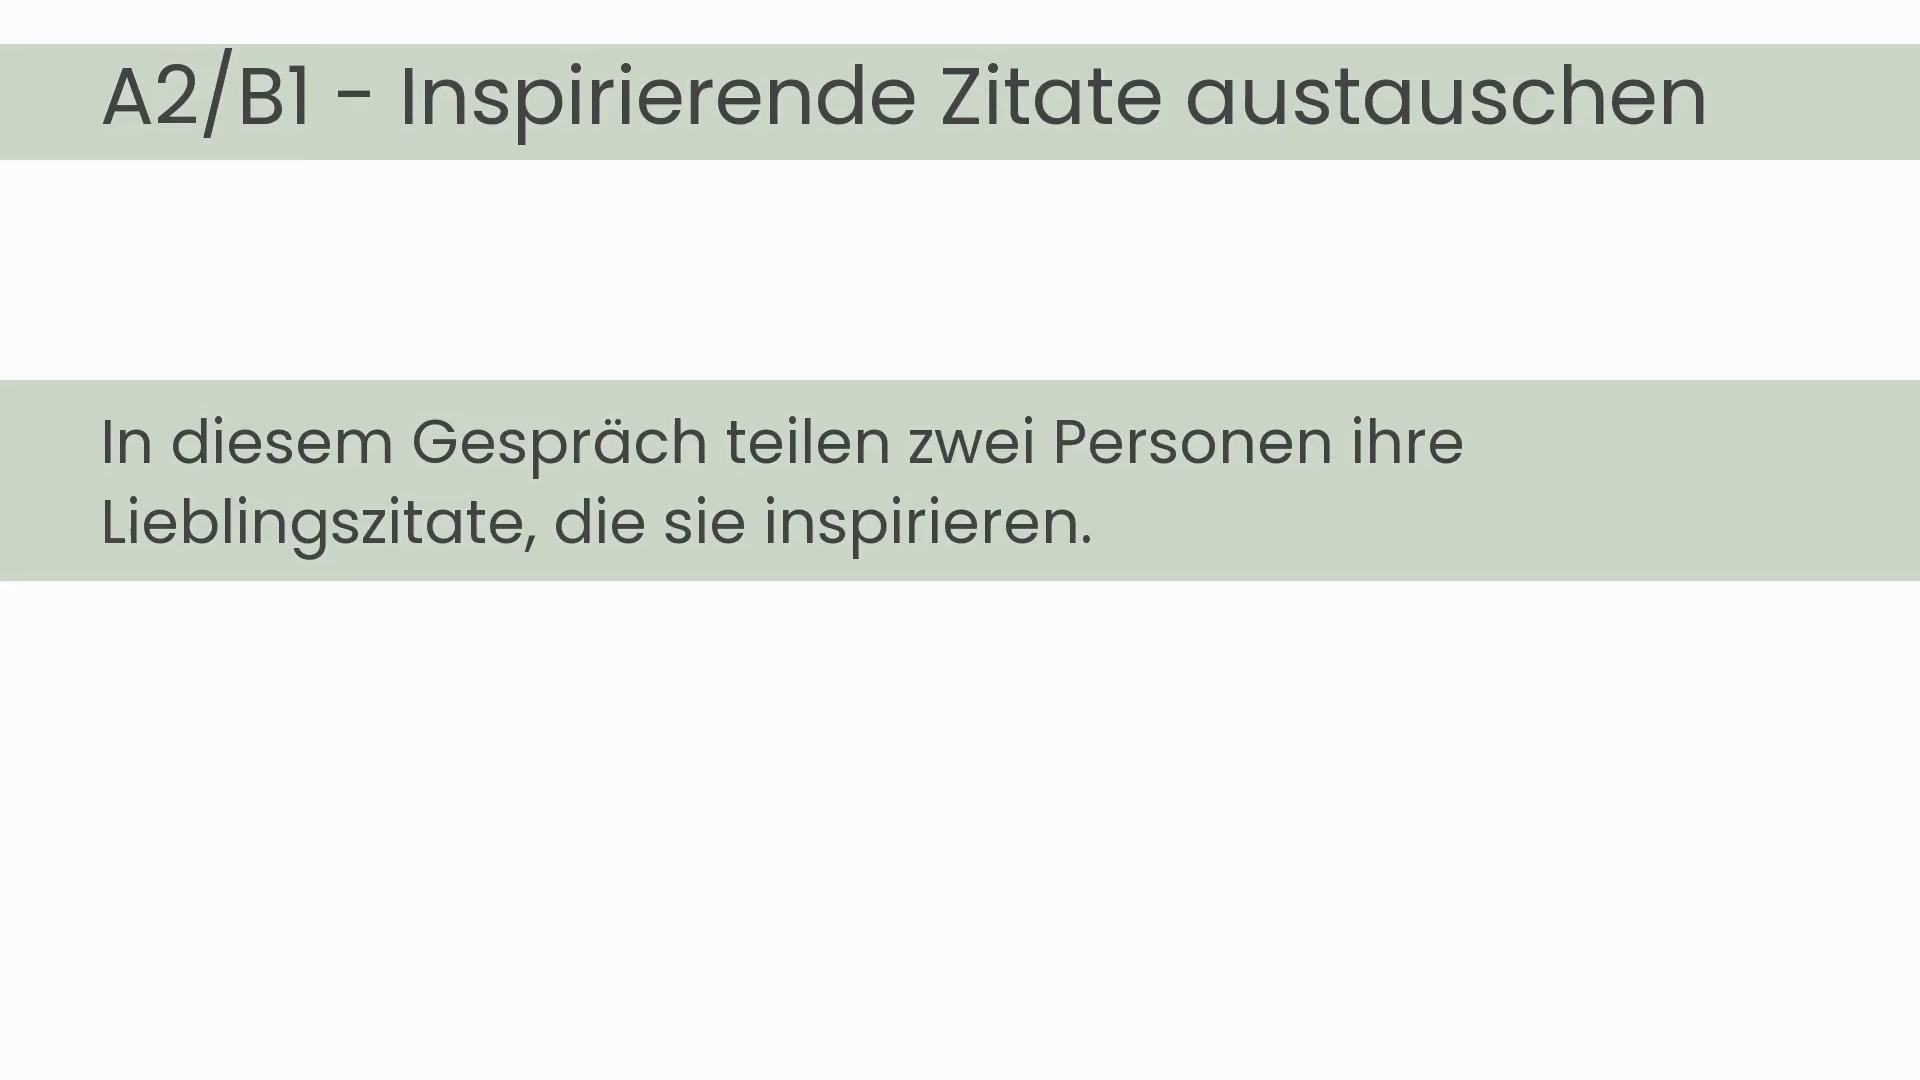 A2/B1 - Inspirierende Zitate austauschen
In diesem Gespräch teilen zwei Personen ihre
Lieblingszitate, die sie inspirieren.